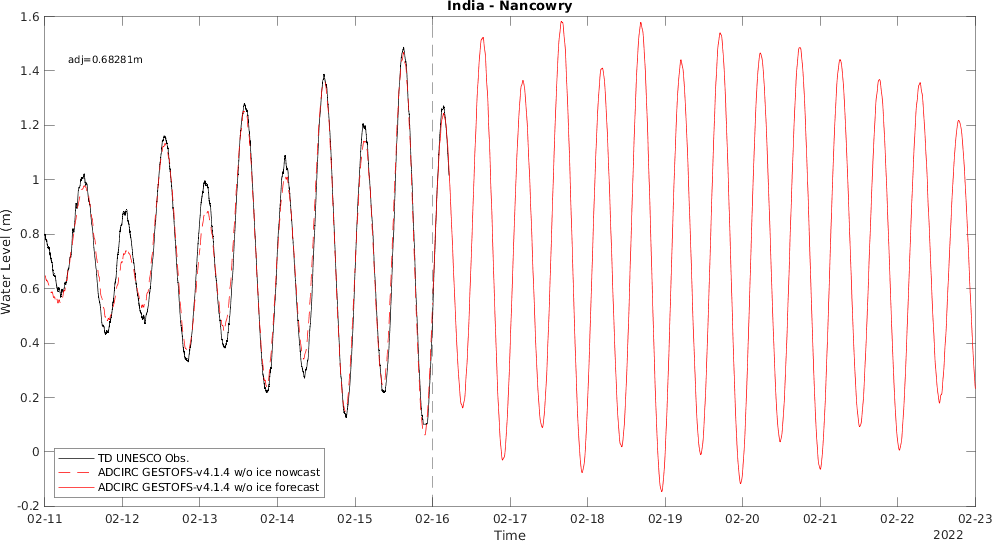 India - Nancowry
adj=0.68281m
1.6
1.4
1.2
1
0.8
0.6
0.4
0.2
0
-0.2
Water Level (m)
TD UNESCO Obs.
ADCIRC GESTOFS-v4.1.4 w/o ice nowcast
ADCIRC GESTOFS-v4.1.4 w/o ice forecast
02-11 02-12 02-13 02-14 02-15 02-16 02-17 02-18 02-19 02-20 02-21 02-22 02-23
Time
2022